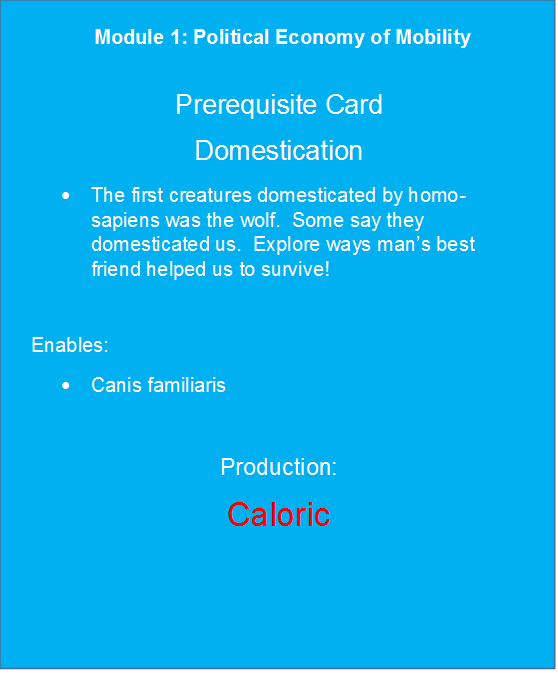 Module 1: Political Economy of Mobility
Prerequisite Card
Domestication
• The first creatures domesticated by homo-
sapiens was the wolf.  Some say they
domesticated us.  Explore ways man’s best
friend helped us to survive!
Enables:
• Canis familiaris
Production:
Caloric